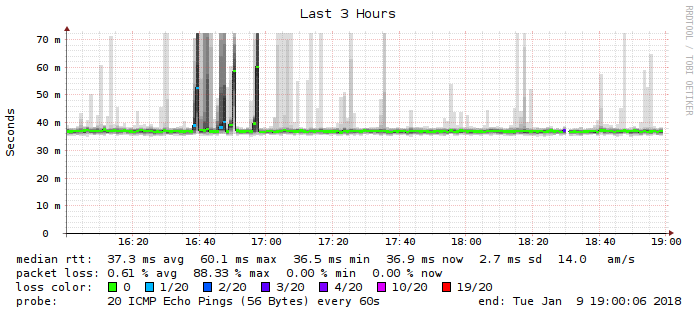 Last 3 Hours
RRDTOOL / TOBI OETIKER
Seconds
70 m
60 m
50 m
40 m
30 m
20 m
10 m
0
16:20 16:40 17:00 17:20 17:40 18:00 18:20 18:40 19:00
median rtt: 37.3 ms avg 60.1 ms max 36.5 ms min 36.9 ms now 2.7 ms sd 14.0 am/s
packet loss: 0.61 % avg 88.33 % max 0.00 % min 0.00 % now
loss color: 0 1/20 2/20 3/20 4/20 10/20 19/20
probe: 20 ICMP Echo Pings (56 Bytes) every 60s end: Tue Jan 9 19:00:06 2018